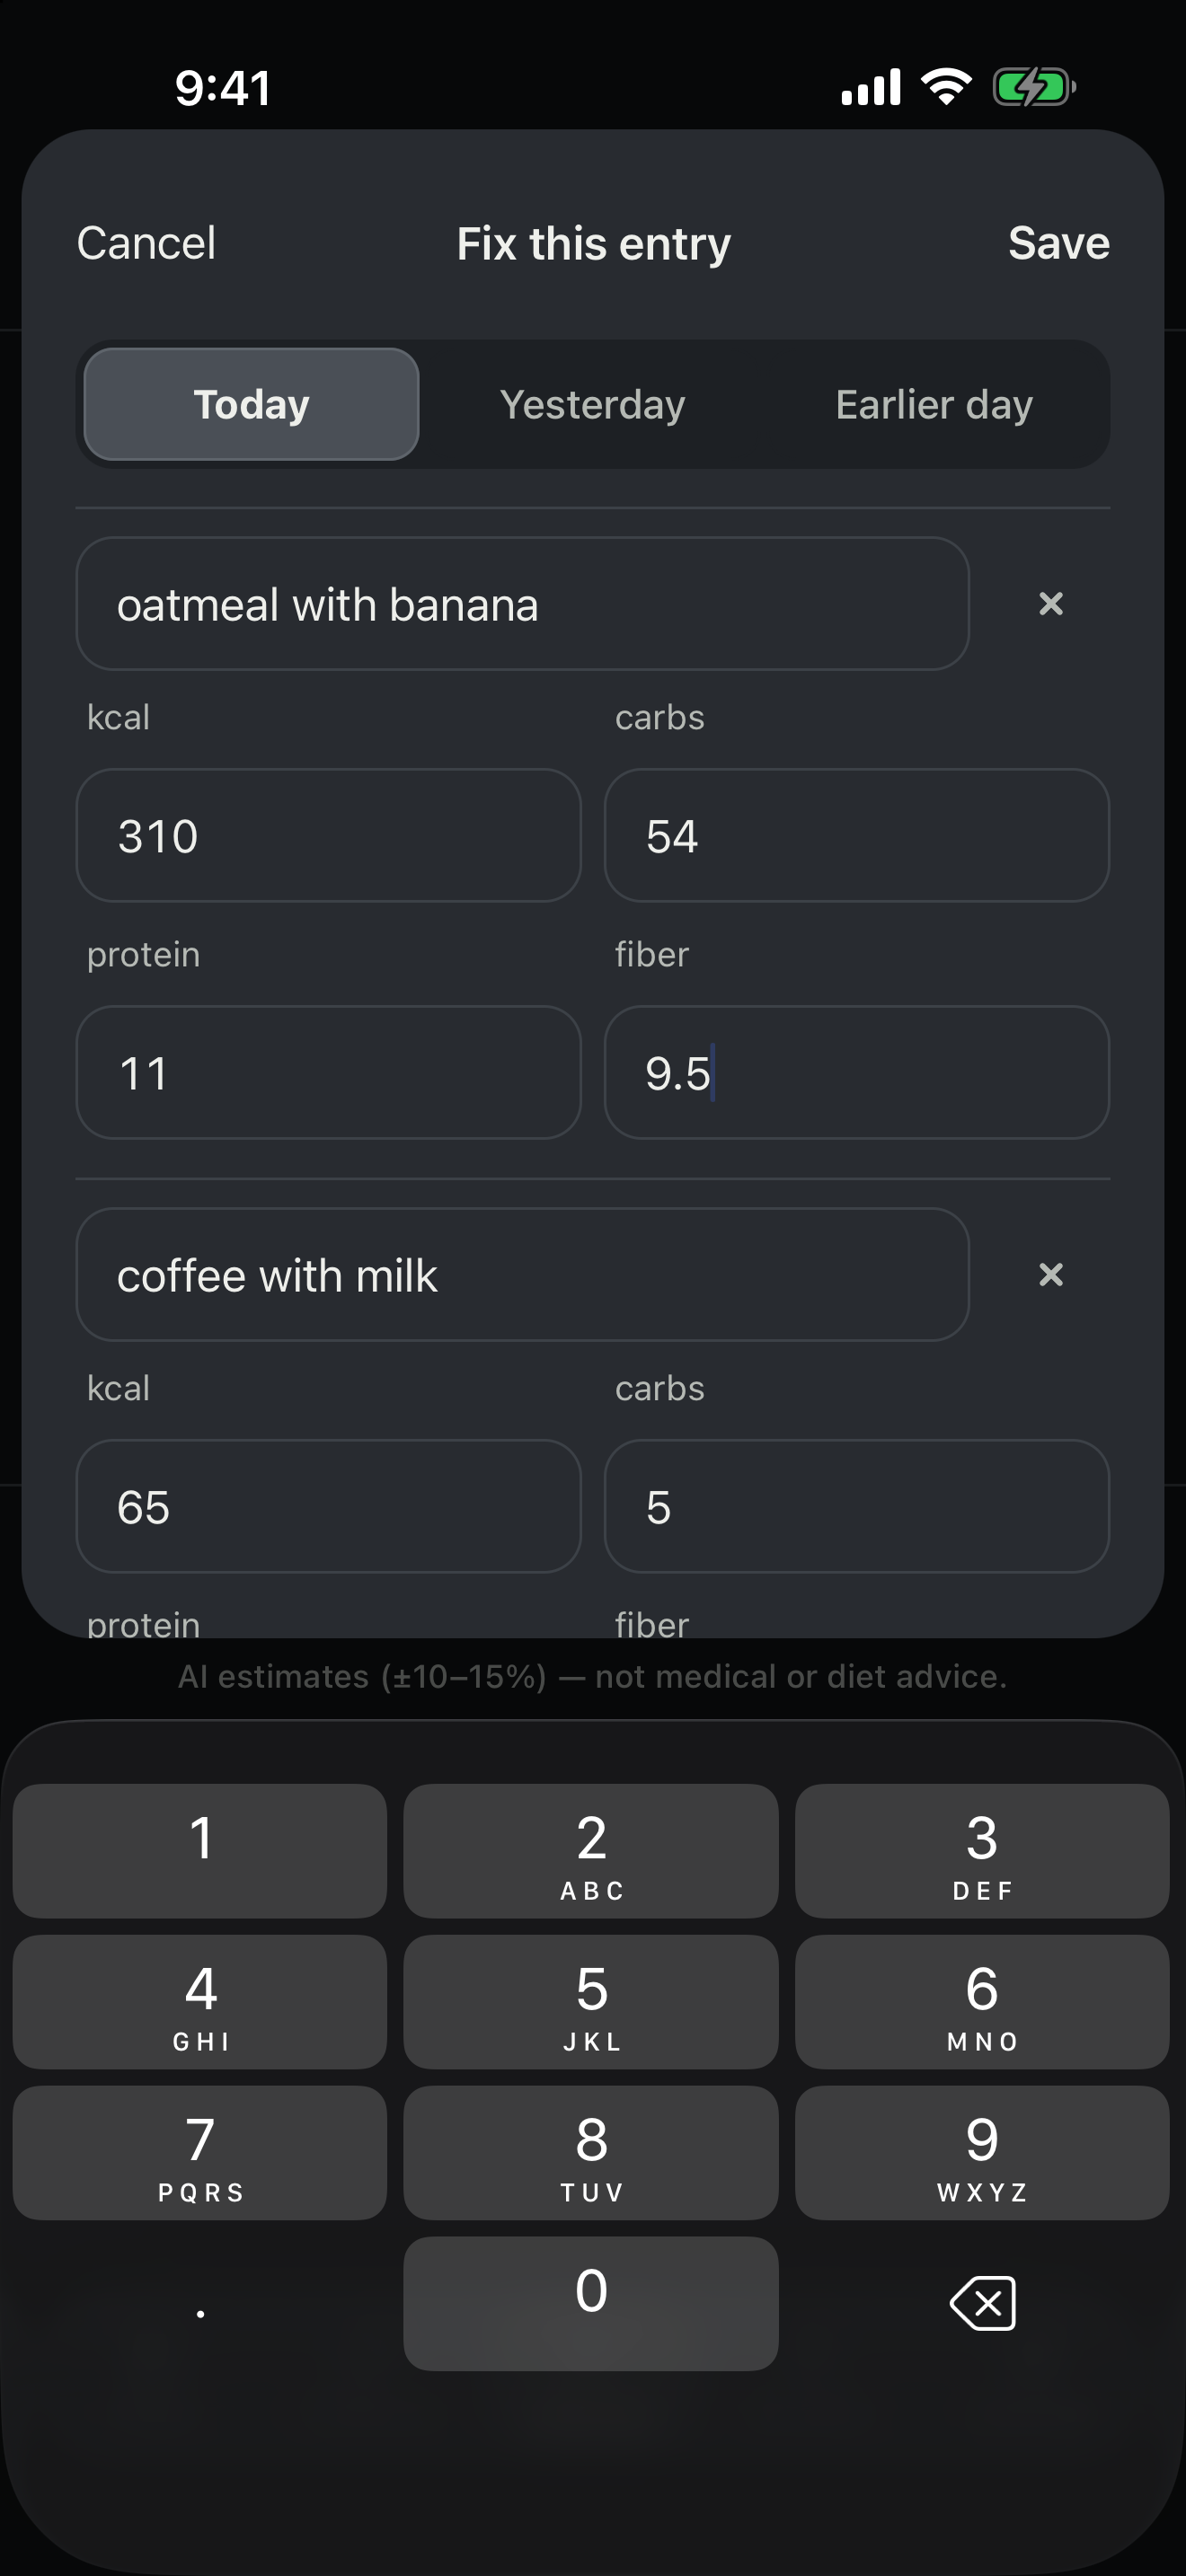 9:41
Cancel Fix this entry Save
Today Yesterday Earlier day
oatmeal with banana
kcal carbs
310 54
protein fiber
11 9.5
coffee with milk
kcal carbs
65 5
protein fiber
AI estimates (±10–15%) — not medical or diet advice.
1 2 3
ABC DEF
4 5 6
GHI JKL MNO
7 8 9
PQRS TUV WXYZ
. 0